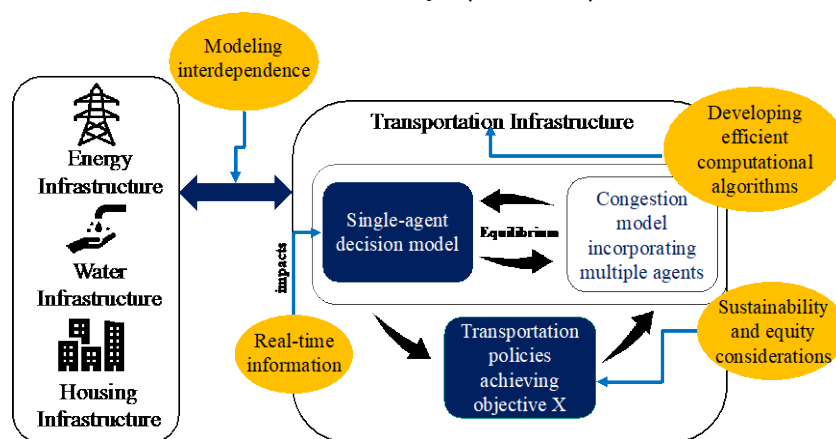 Modeling
interdependence
Energy
Infrastructure
Water
Infrastructure
Housing
Infrastructure
Transportation Infrastructure
Developing
efficient
computational
algorithms
Single-agent
decision model
Equilibrium
Congestion
model
incorporating
multiple agents
impacts
Real-time
information
Transportation
policies
achieving
objective X
Sustainability
and equity
considerations